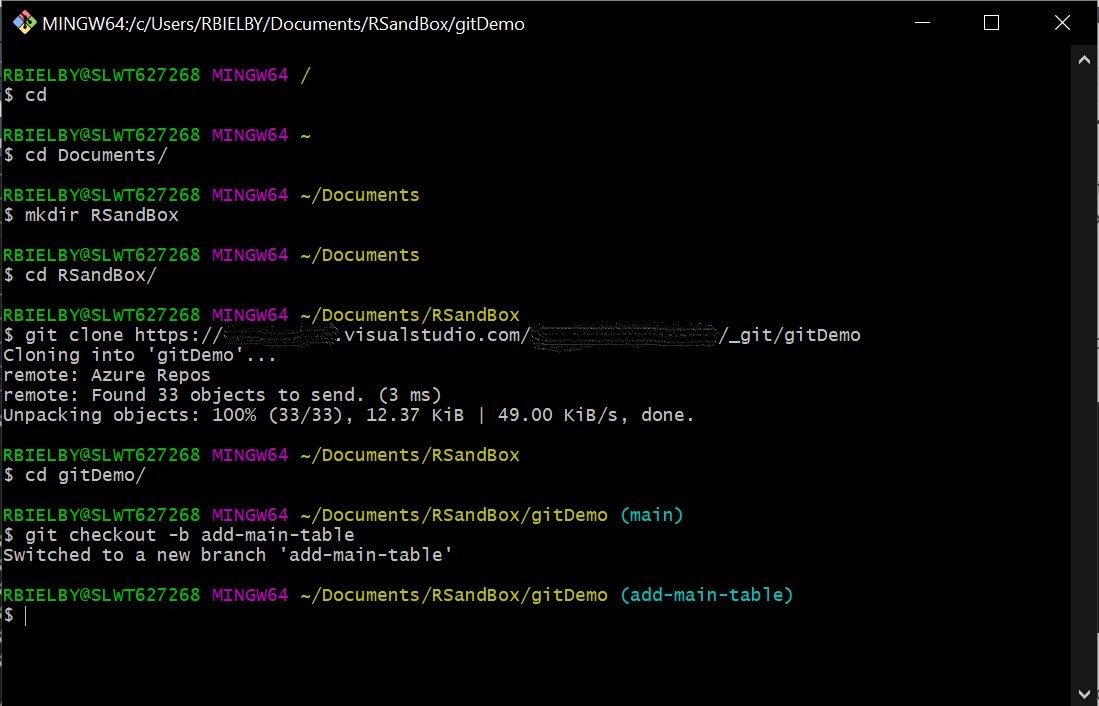 MINGW64:/c/Users/RBIELBY/Documents/RSandBox/gitDemo
RBIELBY@SLWT627268 MINGW64 /
$ cd
RBIELBY@SLWT627268 MINGW64 ~
$ cd Documents/
RBIELBY@SLWT627268 MINGW64 ~/Documents
$ mkdir RSandBox
RBIELBY@SLWT627268 MINGW64 ~/Documents
$ cd RSandBox/
RBIELBY@SLWT627268 MINGW64 ~/Documents/RSandBox
$ git clone https:// .visualstudio.com/ /_git/gitDemo
Cloning into 'gitDemo'...
remote: Azure Repos
remote: Found 33 objects to send. (3 ms)
Unpacking objects: 100% (33/33), 12.37 KiB | 49.00 KiB/s, done.
RBIELBY@SLWT627268 MINGW64 ~/Documents/RSandBox
$ cd gitDemo/
RBIELBY@SLWT627268 MINGW64 ~/Documents/RSandBox/gitDemo (main)
$ git checkout -b add-main-table
Switched to a new branch 'add-main-table'
RBIELBY@SLWT627268 MINGW64 ~/Documents/RSandBox/gitDemo (add-main-table)
$